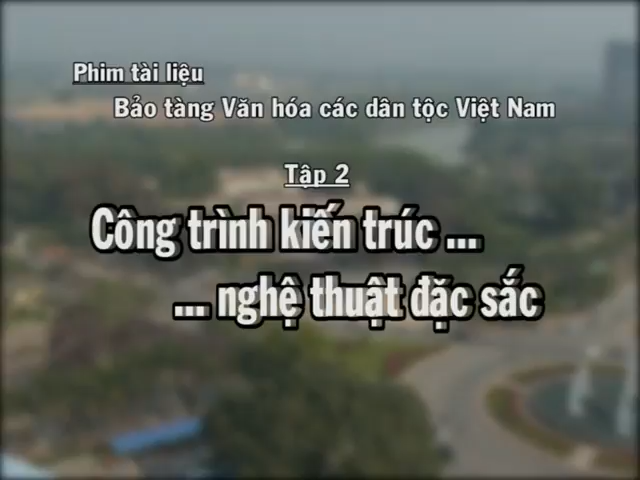 Phim tài liệu
Bảo tàng Văn hóa các dân tộc Việt Nam
Tập 2
Công trình kiến trúc ...
... nghệ thuật đặc sắc